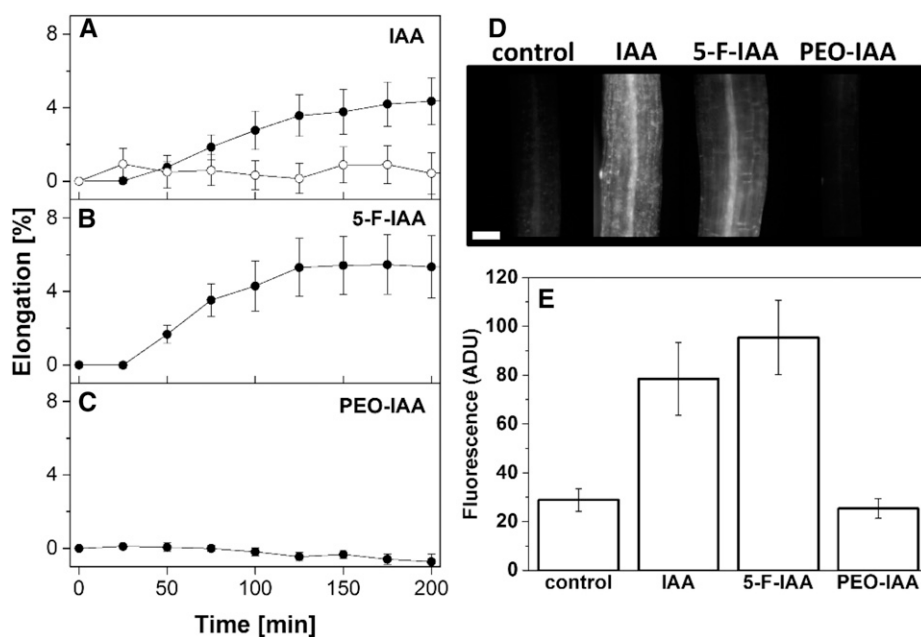 A
IAA
8
4
0
B
5-F-IAA
8
4
0
C
PEO-IAA
8
4
0
0 50 100 150 200
Elongation [%]
Time [min]
D
control IAA 5-F-IAA PEO-IAA
E
120
100
80
60
40
20
0
Fluorescence (ADU)
control IAA 5-F-IAA PEO-IAA